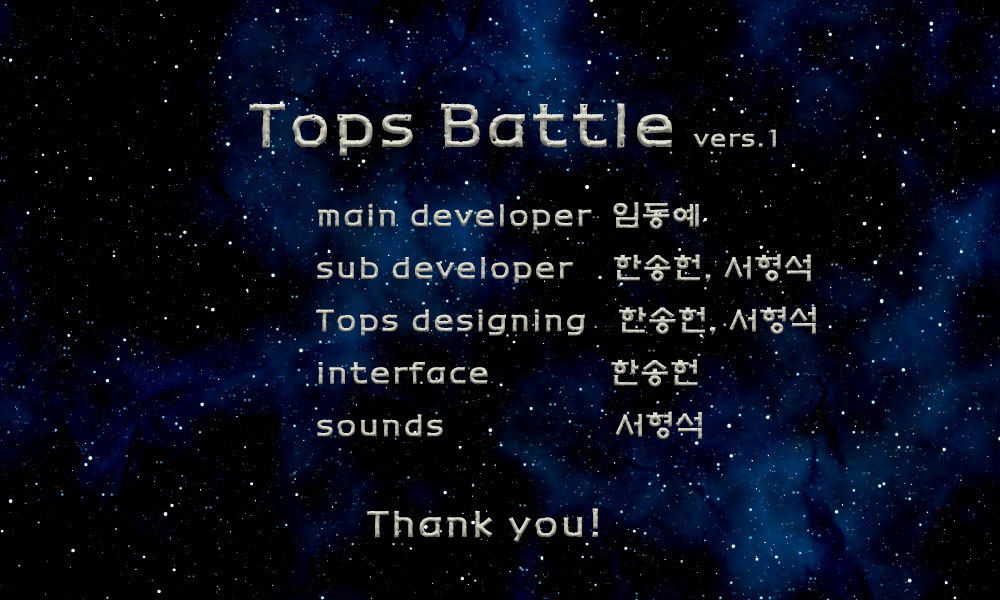 Tops Battle vers.1
main developer 임동예
sub developer 한송헌, 서형석
Tops designing 한송헌, 서형석
interface 한송헌
sounds 서형석
Thank you!